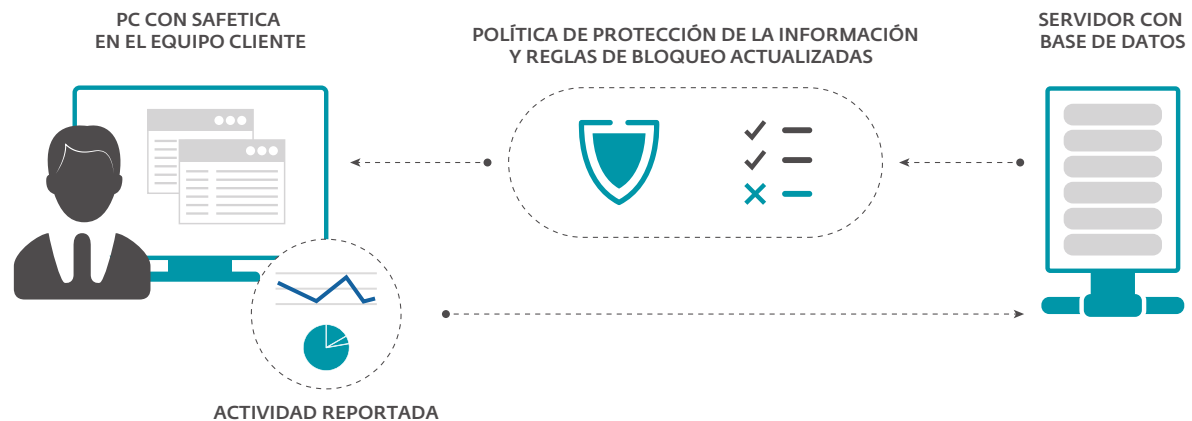 PC CON SAFETICA
EN EL EQUIPO CLIENTE
POLÍTICA DE PROTECCIÓN DE LA INFORMACIÓN
Y REGLAS DE BLOQUEO ACTUALIZADAS
SERVIDOR CON
BASE DE DATOS
ACTIVIDAD REPORTADA